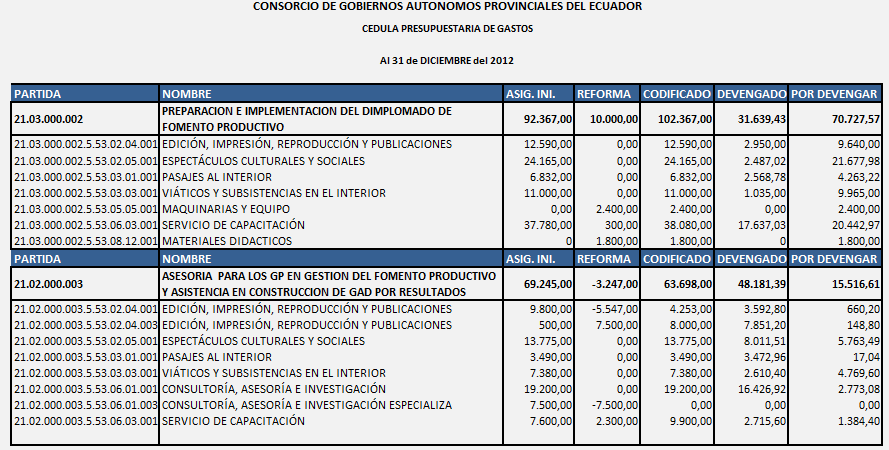 CONSORCIO DE GOBIERNOS AUTONOMOS PROVINCIALES DEL ECUADOR
CEDULA PRESUPUESTARIA DE GASTOS
Al 31 de DICIEMBRE del 2012
PARTIDA NOMBRE ASIG. INI. REFORMA CODIFICADO DEVENGADO POR DEVENGAR
21.03.000.002 PREPARACION E IMPLEMENTACION DEL DIMPLOMADO DE FOMENTO PRODUCTIVO 92.367,00 10.000,00 102.367,00 31.639,43 70.727,57
21.03.000.002.5.53.02.04.001 EDICIÓN, IMPRESIÓN, REPRODUCCIÓN Y PUBLICACIONES 12.590,00 0,00 12.590,00 2.950,00 9.640,00
21.03.000.002.5.53.02.05.001 ESPECTÁCULOS CULTURALES Y SOCIALES 24.165,00 0,00 24.165,00 2.487,02 21.677,98
21.03.000.002.5.53.03.01.001 PASAJES AL INTERIOR 6.832,00 0,00 6.832,00 2.568,78 4.263,22
21.03.000.002.5.53.03.03.001 VIÁTICOS Y SUBSISTENCIAS EN EL INTERIOR 11.000,00 0,00 11.000,00 1.035,00 9.965,00
21.03.000.002.5.53.05.05.001 MAQUINARIAS Y EQUIPO 0,00 2.400,00 2.400,00 0,00 2.400,00
21.03.000.002.5.53.06.03.001 SERVICIO DE CAPACITACIÓN 37.780,00 300,00 38.080,00 17.637,03 20.442,97
21.03.000.002.5.53.08.12.001 MATERIALES DIDACTICOS 0 1.800,00 1.800,00 0 1.800,00
PARTIDA NOMBRE ASIG. INI. REFORMA CODIFICADO DEVENGADO POR DEVENGAR
21.02.000.003 ASESORIA PARA LOS GP EN GESTION DEL FOMENTO PRODUCTIVO Y ASISTENCIA EN CONSTRUCCION DE GAD POR RESULTADOS 69.245,00 -3.247,00 63.698,00 48.181,39 15.516,61
21.02.000.003.5.53.02.04.001 EDICIÓN, IMPRESIÓN, REPRODUCCIÓN Y PUBLICACIONES 9.800,00 -5.547,00 4.253,00 3.592,80 660,20
21.02.000.003.5.53.02.04.003 EDICIÓN, IMPRESIÓN, REPRODUCCIÓN Y PUBLICACIONES 500,00 7.500,00 8.000,00 7.851,20 148,80
21.02.000.003.5.53.02.05.001 ESPECTÁCULOS CULTURALES Y SOCIALES 13.775,00 0,00 13.775,00 8.011,51 5.763,49
21.02.000.003.5.53.03.01.001 PASAJES AL INTERIOR 3.490,00 0,00 3.490,00 3.472,96 17,04
21.02.000.003.5.53.03.03.001 VIÁTICOS Y SUBSISTENCIAS EN EL INTERIOR 7.380,00 0,00 7.380,00 2.610,40 4.769,60
21.02.000.003.5.53.06.01.001 CONSULTORÍA, ASESORÍA E INVESTIGACIÓN 19.200,00 0,00 19.200,00 16.426,92 2.773,08
21.02.000.003.5.53.06.01.003 CONSULTORÍA, ASESORÍA E INVESTIGACIÓN ESPECIALIZA 7.500,00 -7.500,00 0,00 0,00 0,00
21.02.000.003.5.53.06.03.001 SERVICIO DE CAPACITACIÓN 7.600,00 2.300,00 9.900,00 2.715,60 1.384,40